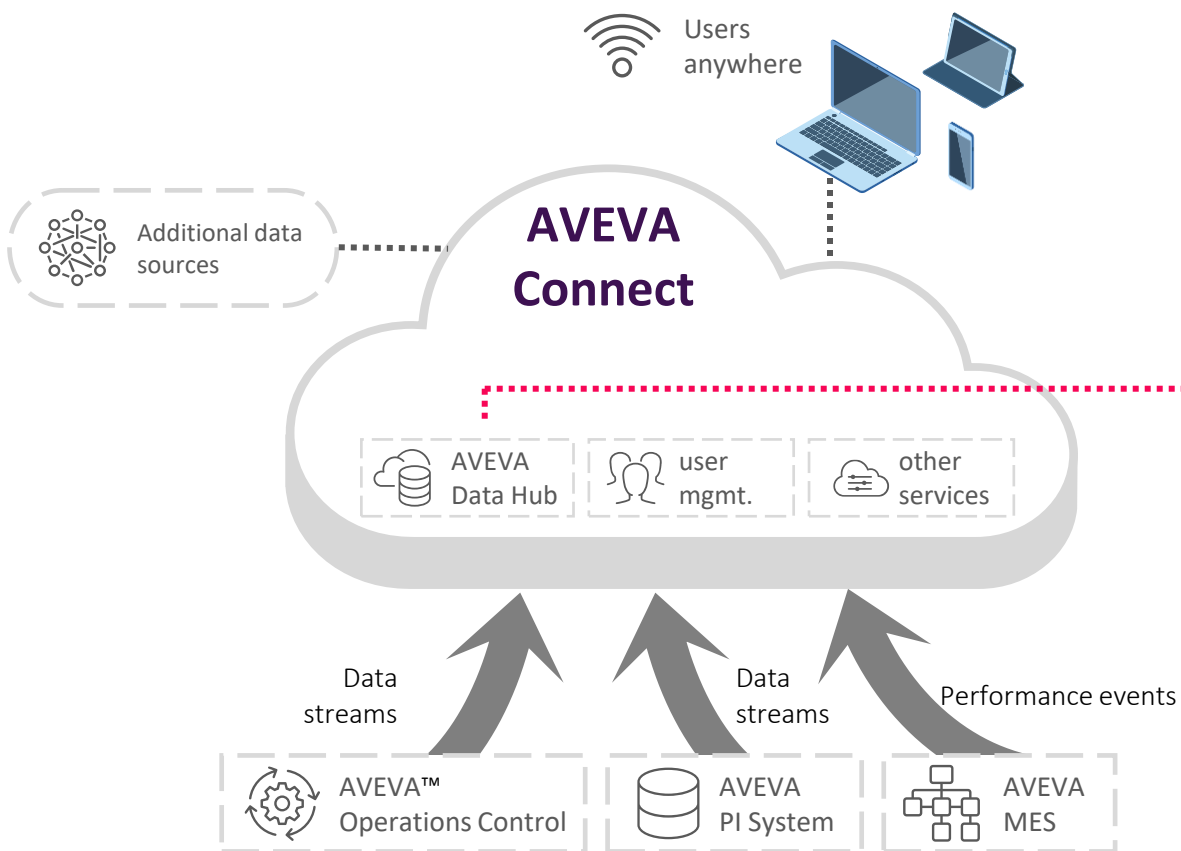 Users
anywhere
Additional data
sources
AVEVA
Connect
AVEVA
Data Hub
user
mgmt.
other
services
Data
streams
Data
streams
Performance events
AVEVA™
Operations Control
AVEVA
PI System
AVEVA
MES